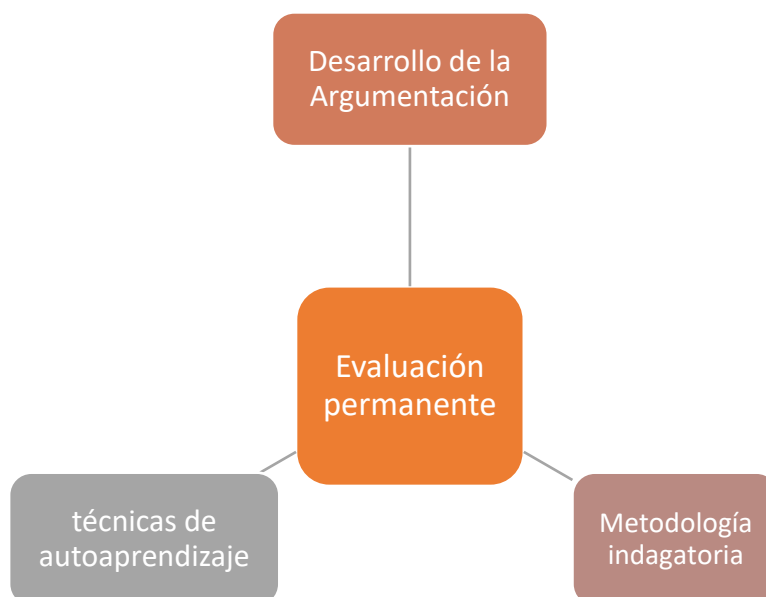 Desarrollo de la
Argumentación
Evaluación
permanente
técnicas de
autoaprendizaje
Metodología
indagatoria